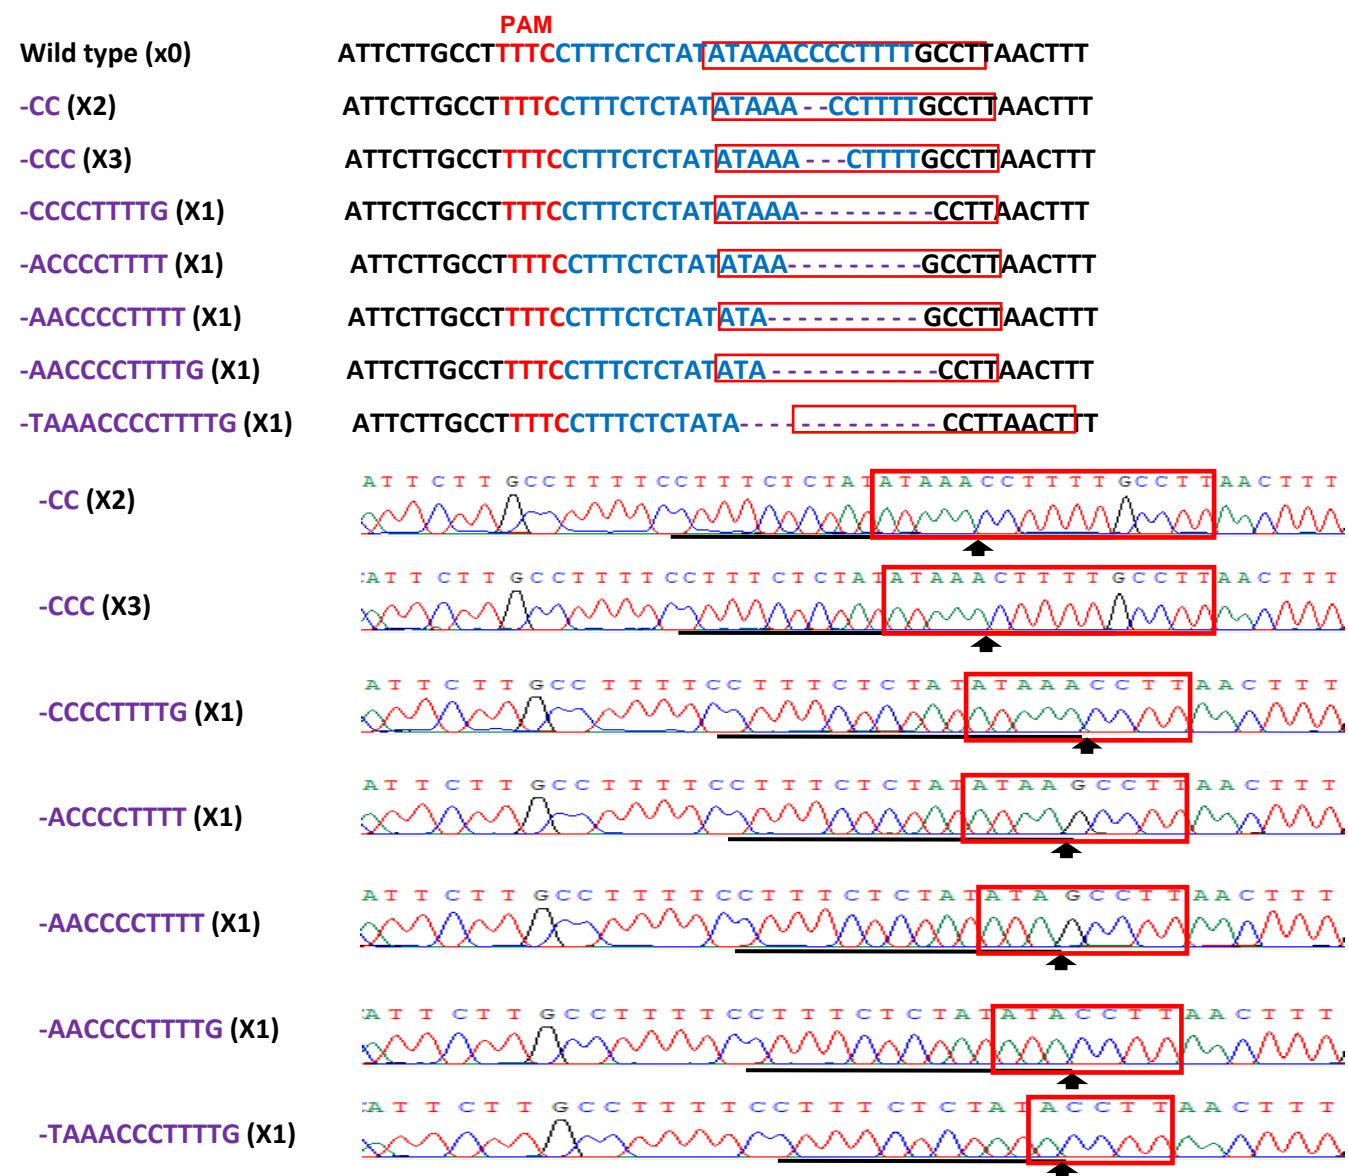 PAM
Wild type (x0) ATTCTTGCCTTTTCCTTTCTCTATATAAACCCCTTTTGCCTTAACTTT
-CC (X2) ATTCTTGCCTTTTCCTTTCTCTATATAAA--CCTTTTGCCTTAACTTT
-CCC (X3) ATTCTTGCCTTTTCCTTTCTCTATATAAA---CTTTTGCCTTAACTTT
-CCCCTTTTG (X1) ATTCTTGCCTTTTCCTTTCTCTATATAAA---------CCTTAACTTT
-ACCCCTTTT (X1) ATTCTTGCCTTTTCCTTTCTCTATATAA---------GCCTTAACTTT
-AACCCCTTTT (X1) ATTCTTGCCTTTTCCTTTCTCTATATA----------GCCTTAACTTT
-AACCCCTTTTG (X1) ATTCTTGCCTTTTCCTTTCTCTATATA-----------CCTTAACTTT
-TAAACCCCTTTTG (X1) ATTCTTGCCTTTTCCTTTCTCTATA-------------CCTTAACTTT
-CC (X2) ATTCTTGCCTTTTCCTTTCTCTATATAAACCTTTTGCCTTAACTTT
-CCC (X3) ATTCTTGCCTTTTCCTTTCTCTATATAAACTTTTGCCTTAACTTT
-CCCCTTTTG (X1) ATTCTTGCCTTTTCCTTTCTCTATATAAACCTTAACTTT
-ACCCCTTTT (X1) ATTCTTGCCTTTTCCTTTCTCTATATAAGCCTTAACTTT
-AACCCCTTTT (X1) ATTCTTGCCTTTTCCTTTCTCTATATAGCCTTAACTTT
-AACCCCTTTTG (X1) ATTCTTGCCTTTTCCTTTCTCTATATACCTTAACTTT
-TAAACCCTTTTG (X1) ATTCTTGCCTTTTCCTTTCTCTATACCTTAACTTT